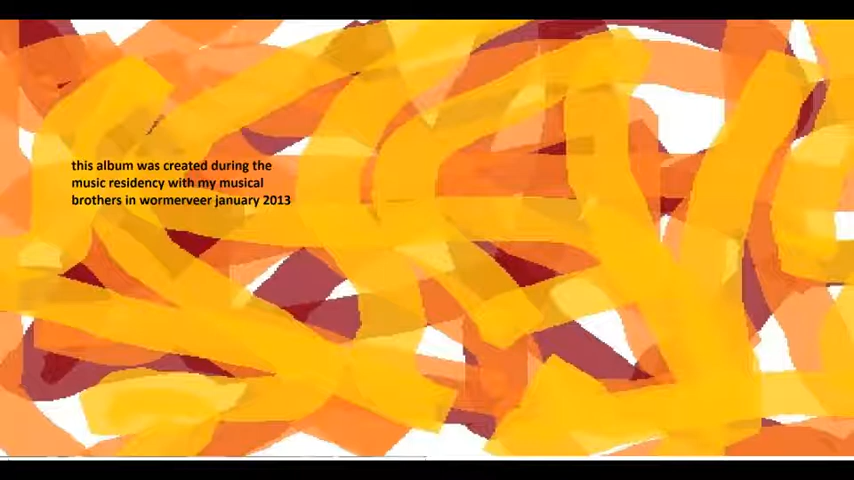 this album was created during the
music residency with my musical
brothers in wormerveer january 2013